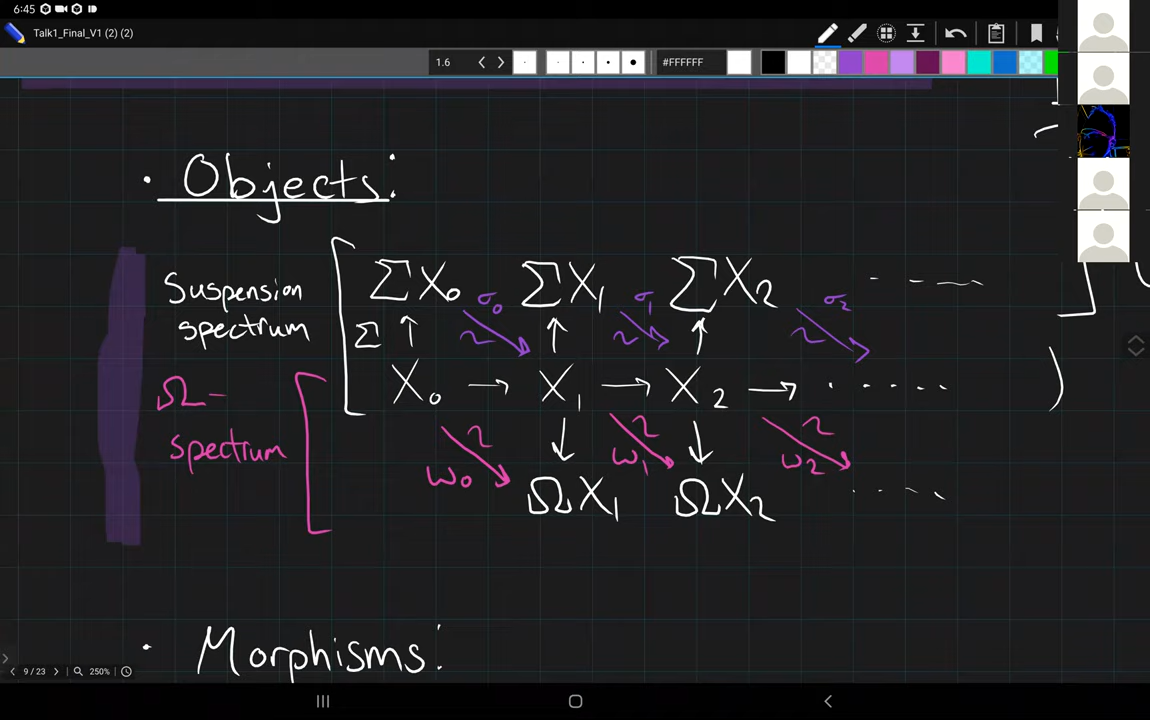 6:45
Talk1_Final_V1 (2) (2)
1.6
#FFFFFF
· Objects:
Suspension spectrum
ΣX₀ ΣX₁ ΣX₂ · - - - -
σ₀ σ₁ σ₂
~ ~ ~
Σ ↑ ↑ ↑
X₀ → X₁ → X₂ → · · · · · ·
Ω-spectrum
↓ ↓
~ ~ ~
ω₀ ω₁ ω₂
ΩX₁ ΩX₂ · · · ·
· Morphisms:
9 / 23
250%